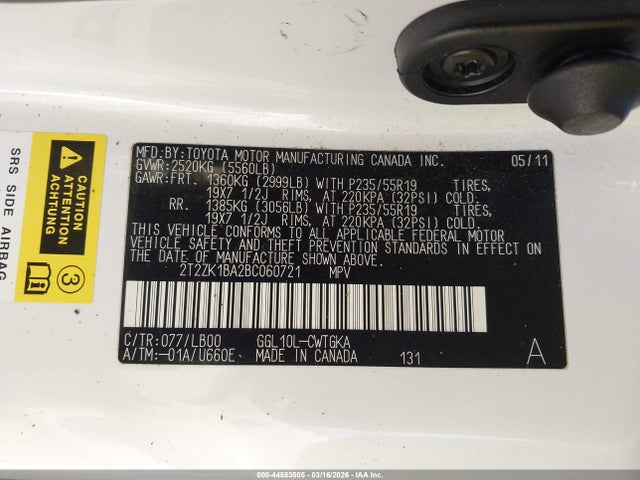 MFD.BY:TOYOTA MOTOR MANUFACTURING CANADA INC. 05/11
GVWR:2520KG (5560LB)
GAWR:FRT. 1360KG (2999LB) WITH P235/55R19 TIRES,
19X7 1/2J RIMS, AT 220KPA (32PSI) COLD.
RR. 1385KG (3056LB) WITH P235/55R19 TIRES,
19X7 1/2J RIMS, AT 220KPA (32PSI) COLD.
THIS VEHICLE CONFORMS TO ALL APPLICABLE FEDERAL MOTOR
VEHICLE SAFETY AND THEFT PREVENTION STANDARDS IN EFFECT ON
THE DATE OF MANUFACTURE SHOWN ABOVE.
2T2ZK1BA2BC060721 MPV
C/TR:077/LB00 GGL10L-CWTGKA
A/TM:-01A/U660E MADE IN CANADA 131 A
SRS SIDE AIRBAG
CAUTION
ATTENTION
ACHTUNG
3
000-44583505 - 03/16/2026 - IAA Inc.